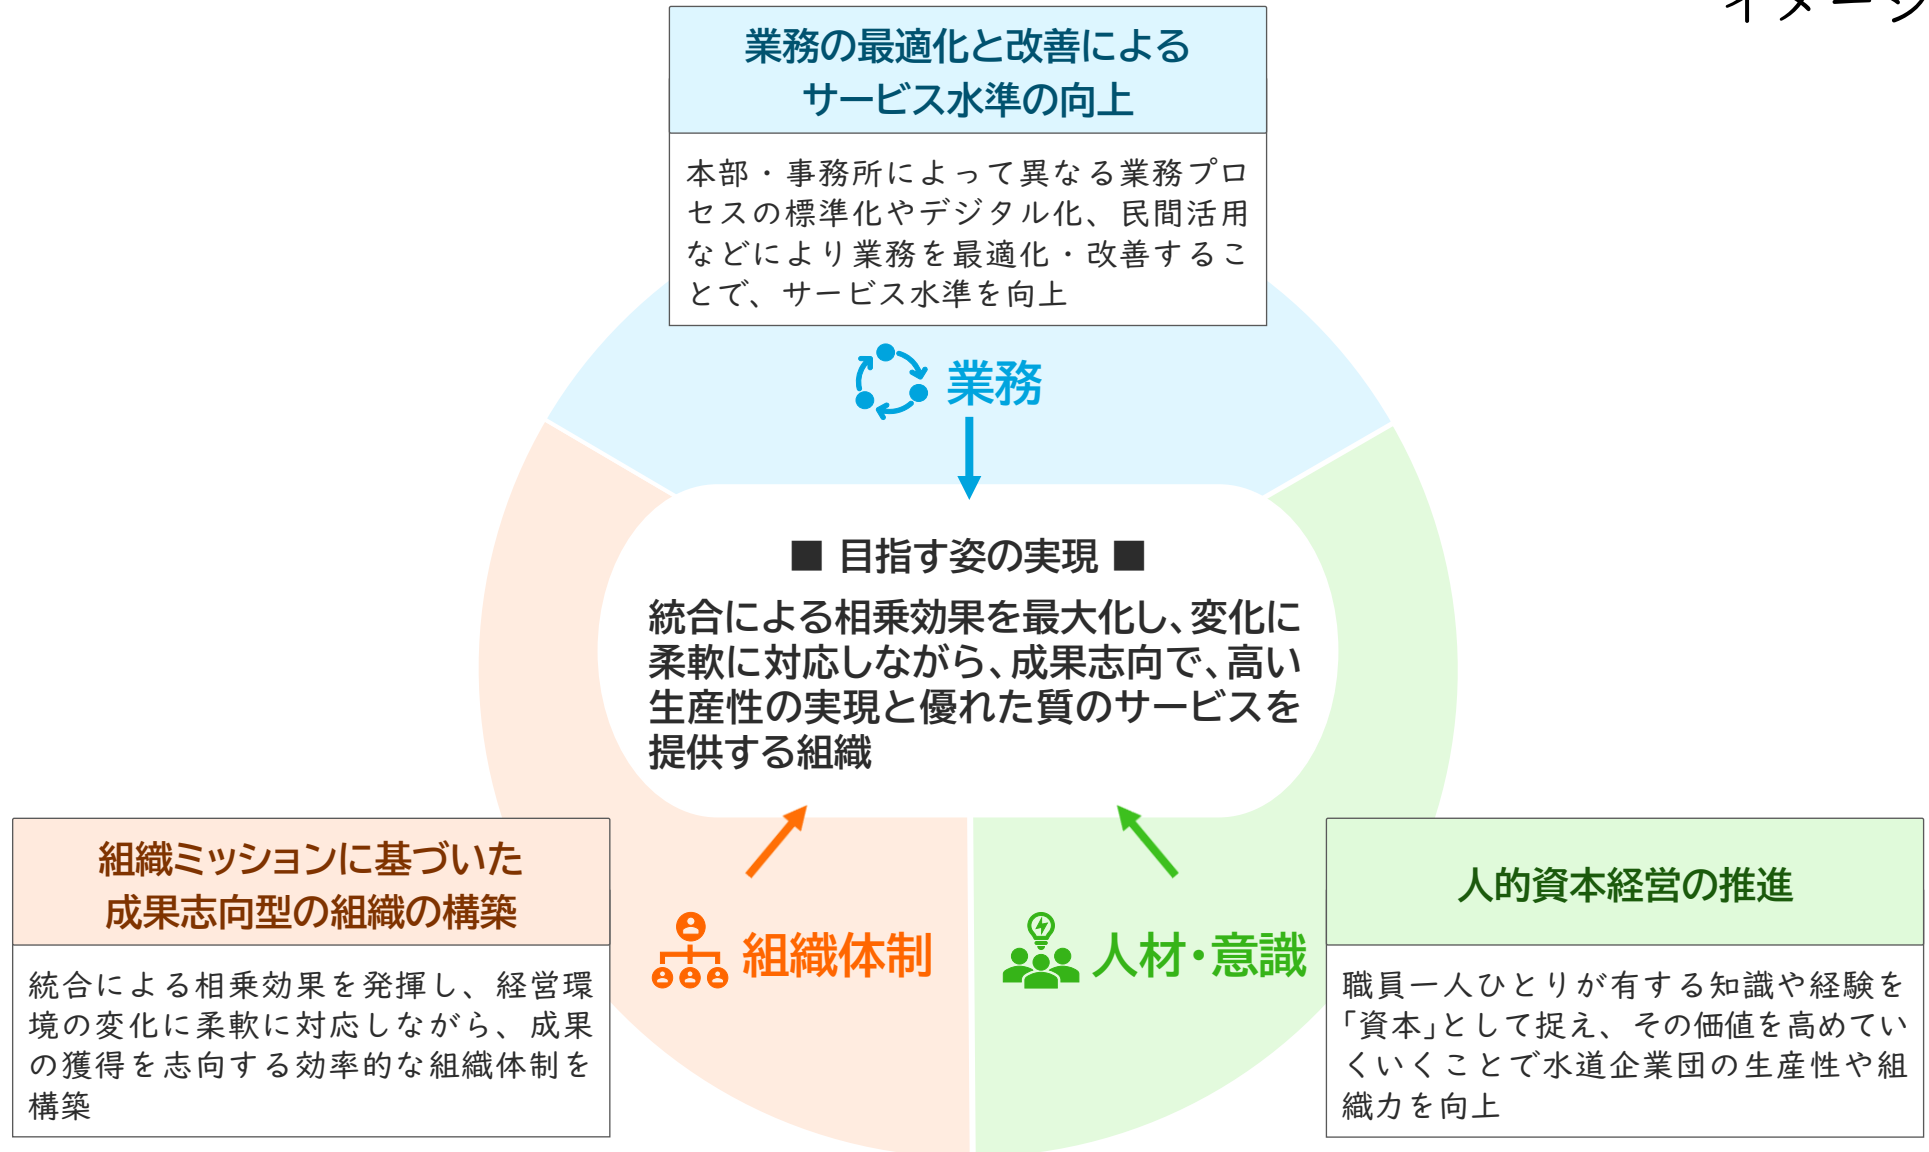 イメージ
業務の最適化と改善による
サービス水準の向上
本部・事務所によって異なる業務プロ
セスの標準化やデジタル化、民間活用
などにより業務を最適化・改善するこ
とで、サービス水準を向上
業務
■ 目指す姿の実現 ■
統合による相乗効果を最大化し、変化に
柔軟に対応しながら、成果志向で、高い
生産性の実現と優れた質のサービスを
提供する組織
組織ミッションに基づいた
成果志向型の組織の構築
統合による相乗効果を発揮し、経営環
境の変化に柔軟に対応しながら、成果
の獲得を志向する効率的な組織体制を
構築
組織体制
人材・意識
人的資本経営の推進
職員一人ひとりが有する知識や経験を
「資本」として捉え、その価値を高めてい
くいくことで水道企業団の生産性や組
織力を向上